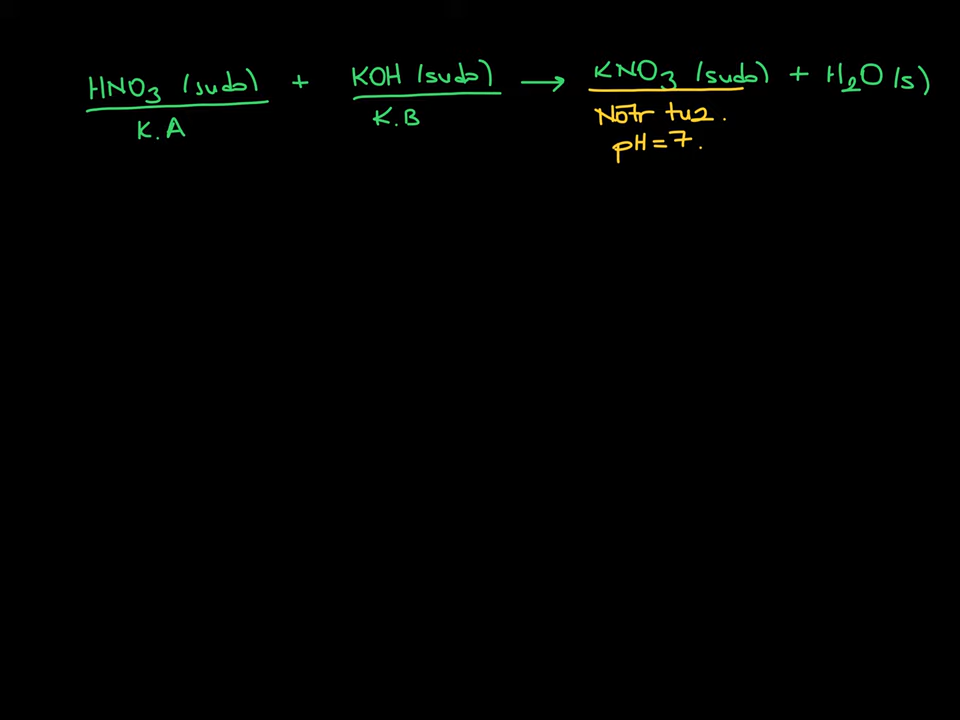 HNO3 (suda) + KOH (suda) → KNO3 (suda) + H2O (s)
K.A K.B Nötr tuz.
pH = 7.